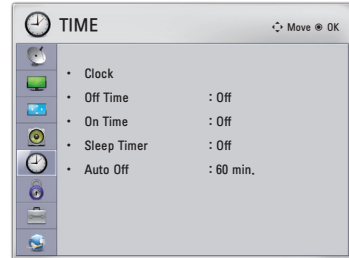 TIME
Move OK
• Clock
• Off Time : Off
• On Time : Off
• Sleep Timer : Off
• Auto Off : 60 min.